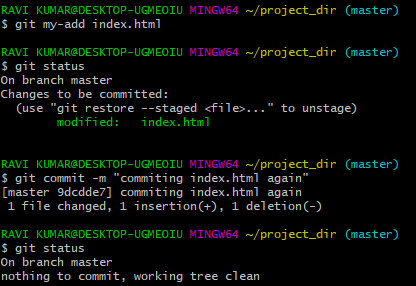 RAVI KUMAR@DESKTOP-UGMEOIU MINGW64 ~/project_dir (master)
$ git my-add index.html
RAVI KUMAR@DESKTOP-UGMEOIU MINGW64 ~/project_dir (master)
$ git status
On branch master
Changes to be committed:
  (use "git restore --staged <file>..." to unstage)
        modified:   index.html
RAVI KUMAR@DESKTOP-UGMEOIU MINGW64 ~/project_dir (master)
$ git commit -m "commiting index.html again"
[master 9dcdde7] commiting index.html again
 1 file changed, 1 insertion(+), 1 deletion(-)
RAVI KUMAR@DESKTOP-UGMEOIU MINGW64 ~/project_dir (master)
$ git status
On branch master
nothing to commit, working tree clean